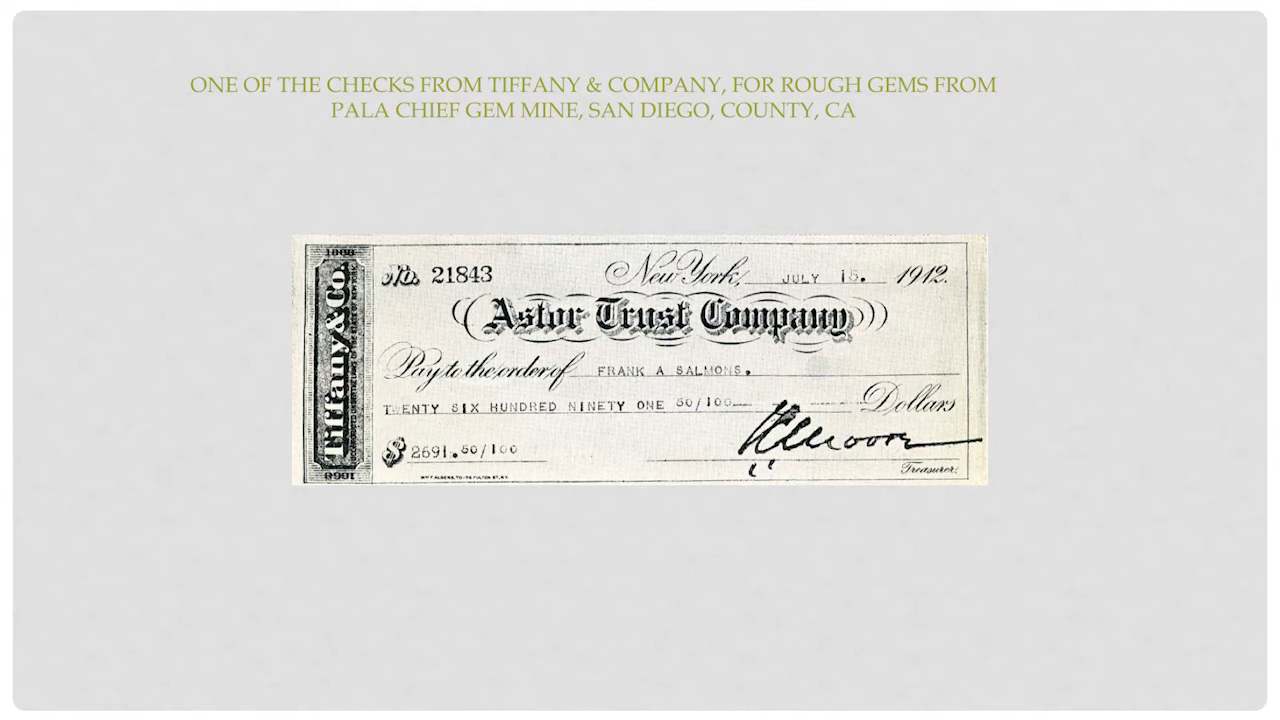 ONE OF THE CHECKS FROM TIFFANY & COMPANY, FOR ROUGH GEMS FROM
PALA CHIEF GEM MINE, SAN DIEGO, COUNTY, CA
Tiffany & Co.
No. 21843 New York, JULY 15. 1912.
Astor Trust Company
Pay to the order of FRANK A SALMONS.
TWENTY SIX HUNDRED NINETY ONE 50/100 Dollars
$ 2691.50/100
Treasurer.